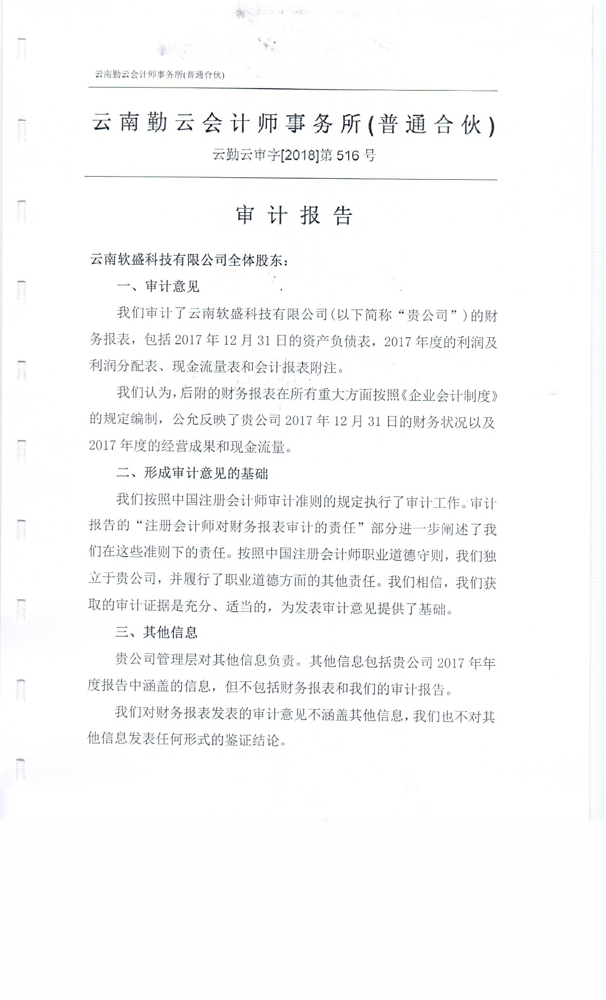 云南勤云会计师事务所(普通合伙)
云南勤云会计师事务所(普通合伙)
云勤云审字[2018]第 516 号
审计报告
云南软盛科技有限公司全体股东：
一、审计意见
我们审计了云南软盛科技有限公司(以下简称“贵公司”)的财
务报表，包括 2017 年 12 月 31 日的资产负债表，2017 年度的利润及
利润分配表、现金流量表和会计报表附注。
我们认为，后附的财务报表在所有重大方面按照《企业会计制度》
的规定编制，公允反映了贵公司 2017 年 12 月 31 日的财务状况以及
2017 年度的经营成果和现金流量。
二、形成审计意见的基础
我们按照中国注册会计师审计准则的规定执行了审计工作。审计
报告的“注册会计师对财务报表审计的责任”部分进一步阐述了我
们在这些准则下的责任。按照中国注册会计师职业道德守则，我们独
立于贵公司，并履行了职业道德方面的其他责任。我们相信，我们获
取的审计证据是充分、适当的，为发表审计意见提供了基础。
三、其他信息
贵公司管理层对其他信息负责。其他信息包括贵公司 2017 年年
度报告中涵盖的信息，但不包括财务报表和我们的审计报告。
我们对财务报表发表的审计意见不涵盖其他信息，我们也不对其
他信息发表任何形式的鉴证结论。